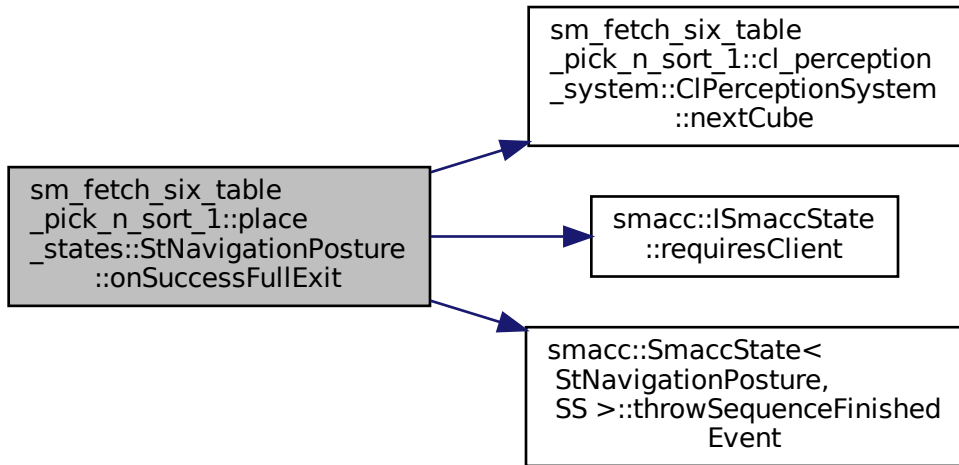 sm_fetch_six_table
_pick_n_sort_1::place
_states::StNavigationPosture
::onSuccessFullExit
sm_fetch_six_table
_pick_n_sort_1::cl_perception
_system::ClPerceptionSystem
::nextCube
smacc::ISmaccState
::requiresClient
smacc::SmaccState<
StNavigationPosture,
SS >::throwSequenceFinished
Event